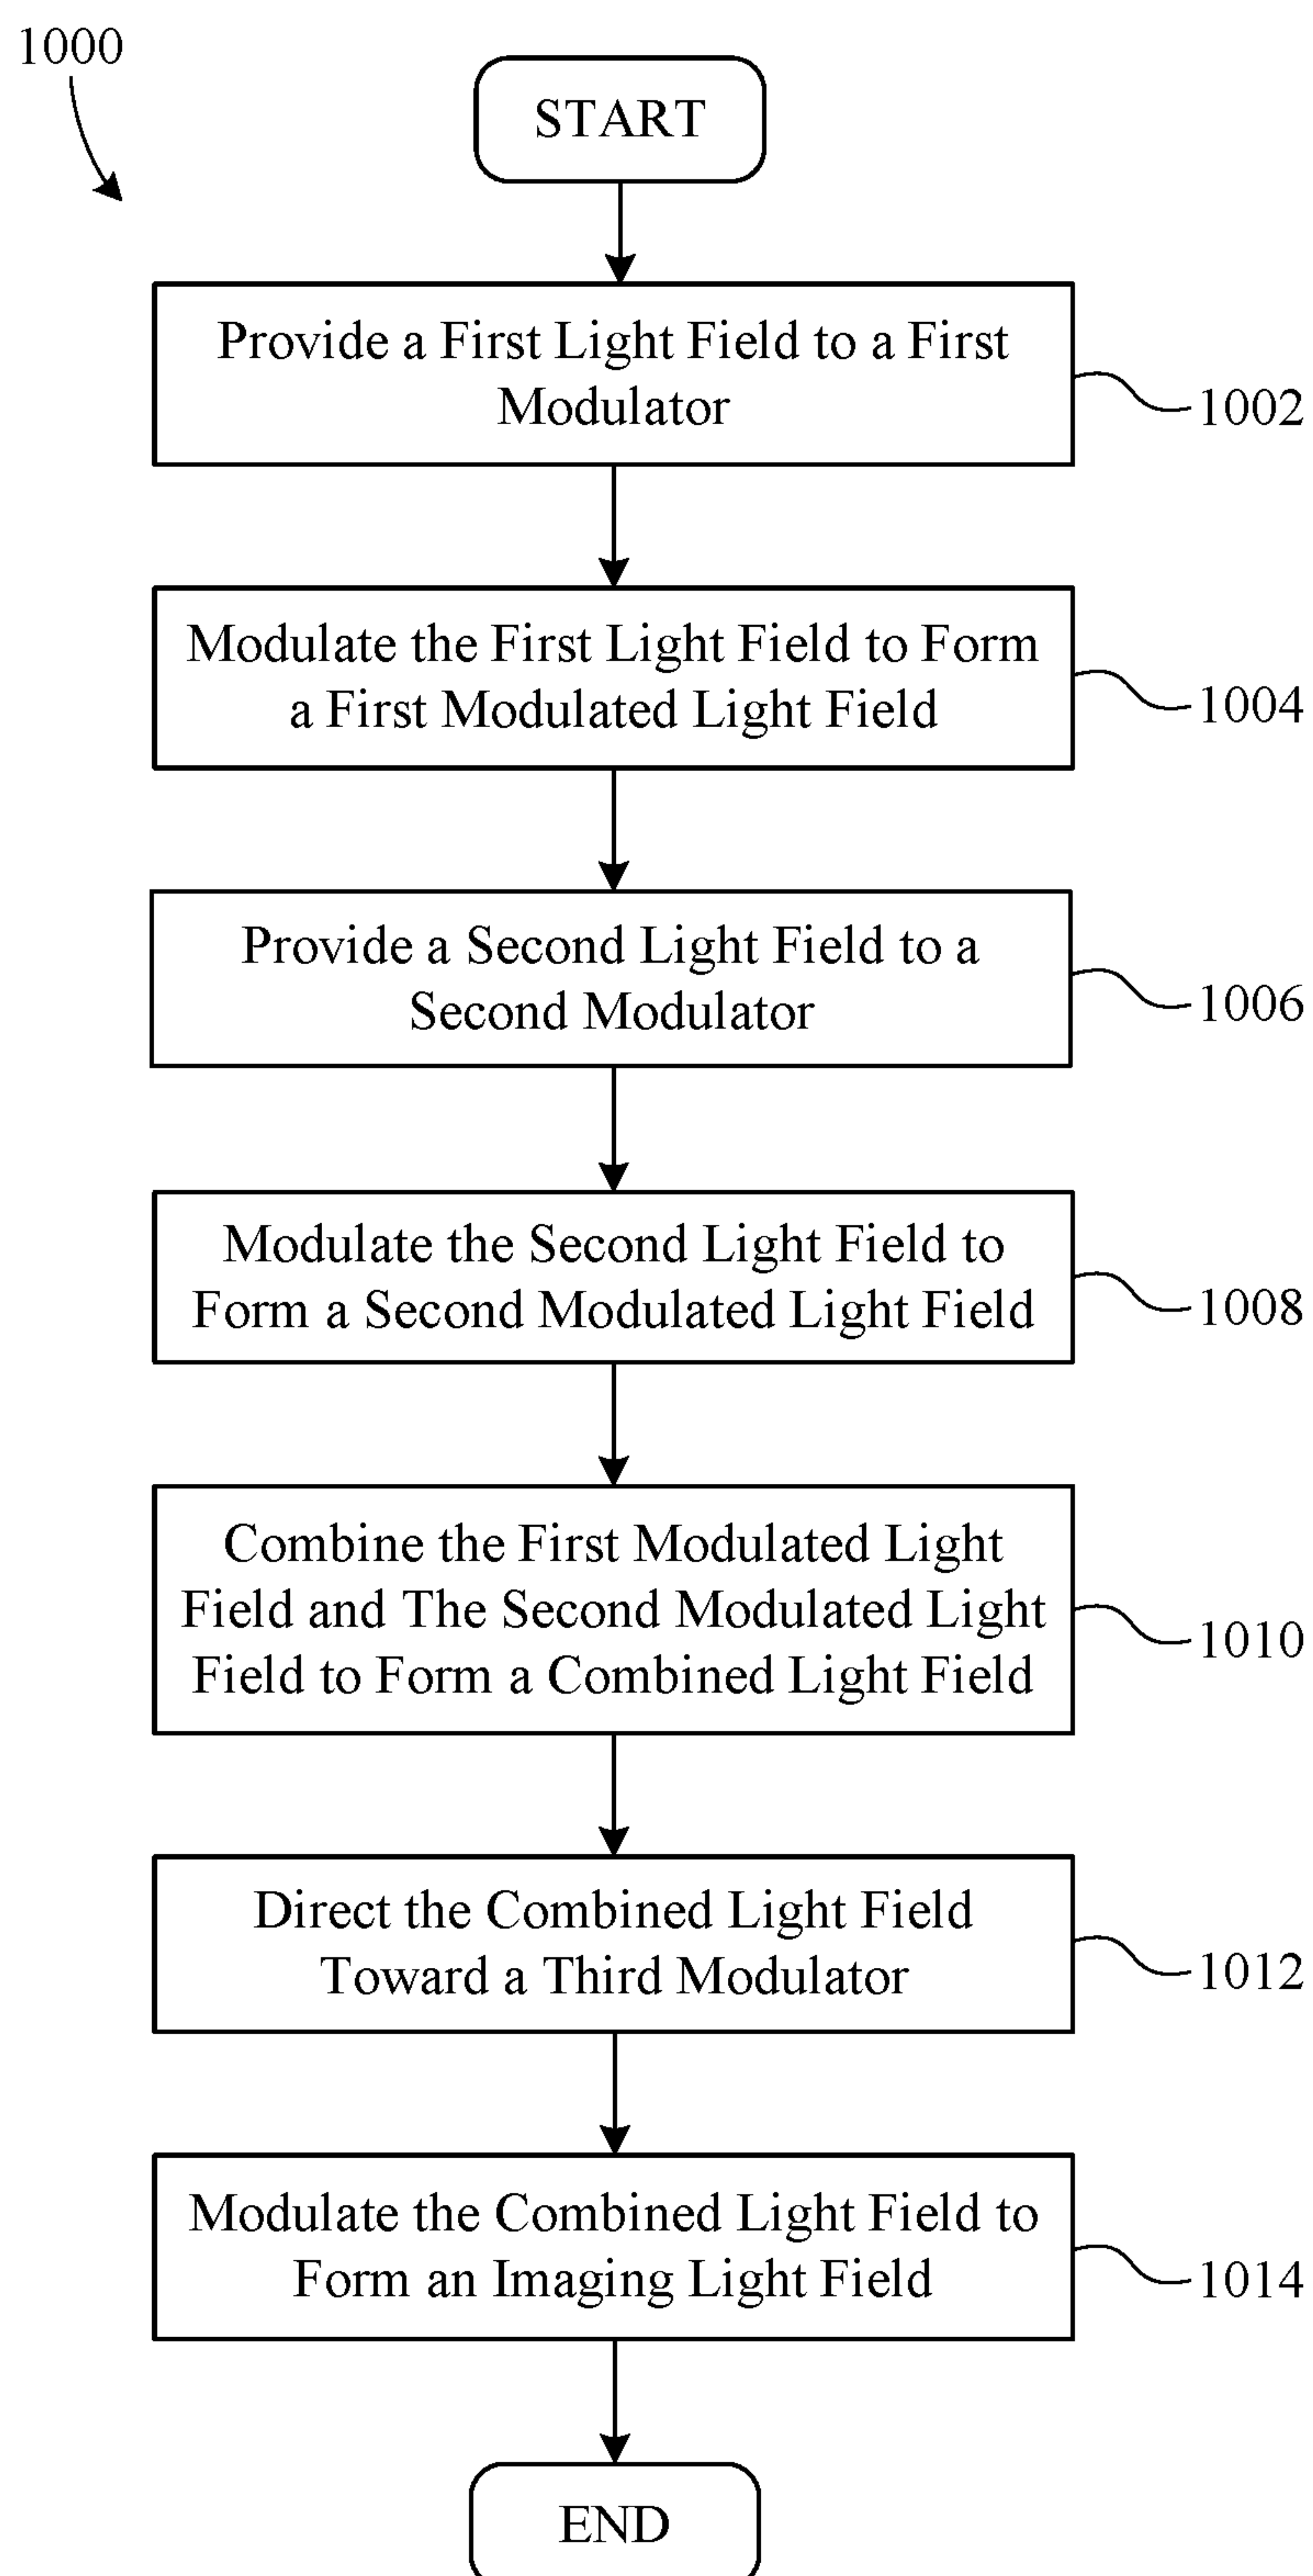 1000
START
Provide a First Light Field to a First
Modulator
1002
Modulate the First Light Field to Form
a First Modulated Light Field
1004
Provide a Second Light Field to a
Second Modulator
1006
Modulate the Second Light Field to
Form a Second Modulated Light Field
1008
Combine the First Modulated Light
Field and The Second Modulated Light
Field to Form a Combined Light Field
1010
Direct the Combined Light Field
Toward a Third Modulator
1012
Modulate the Combined Light Field to
Form an Imaging Light Field
1014
END